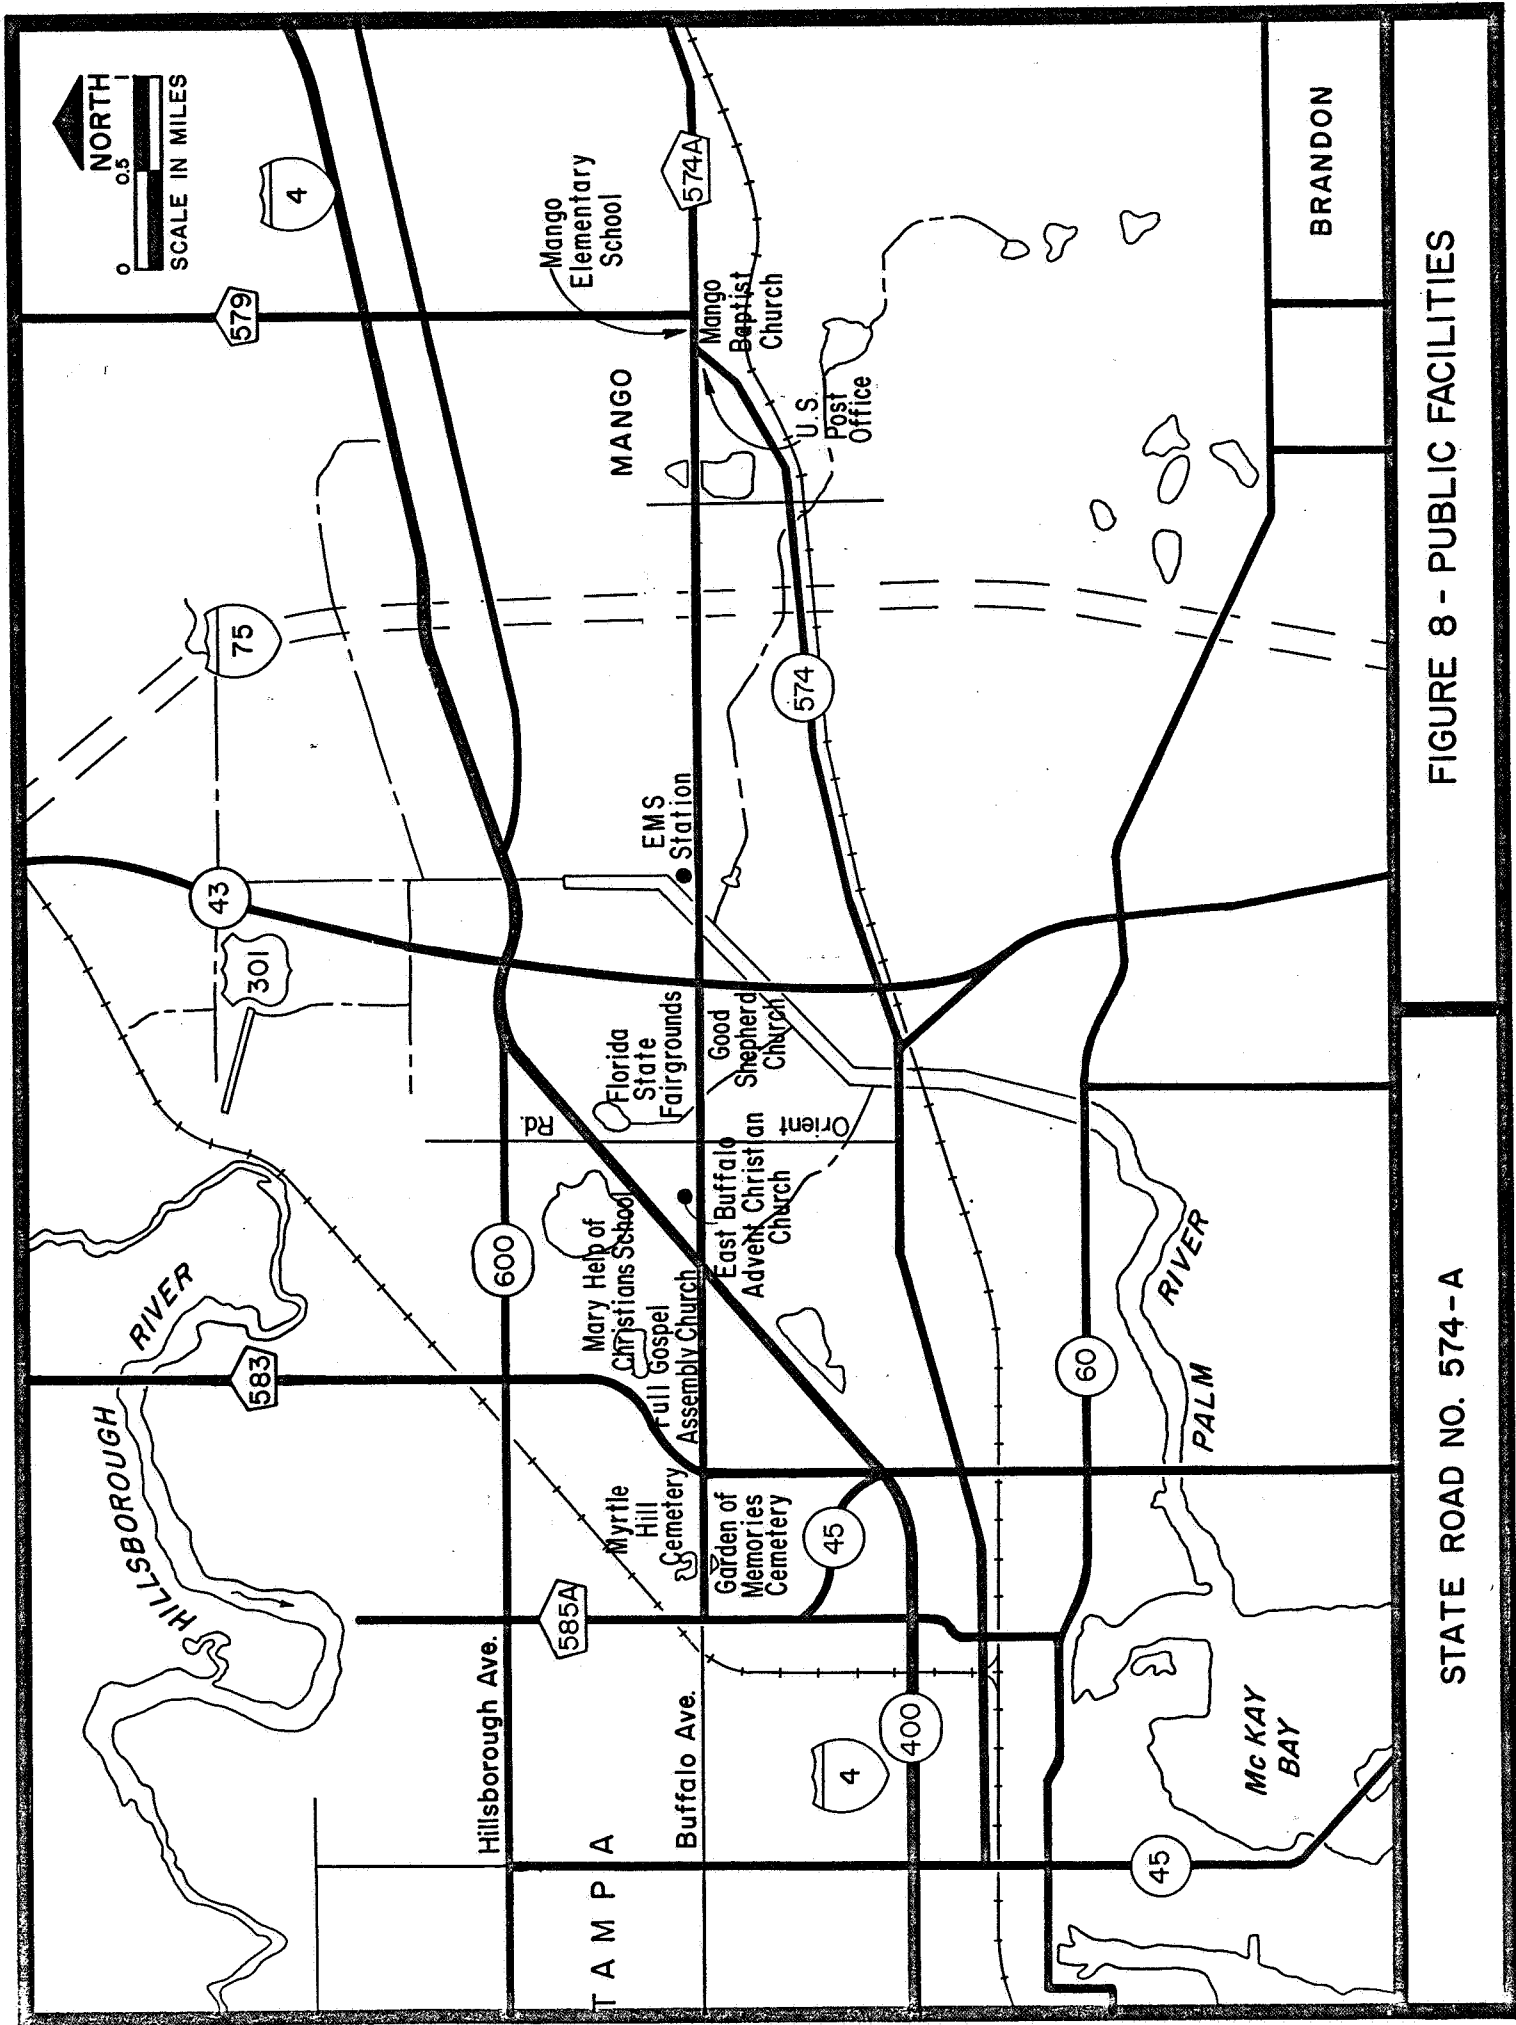 NORTH
0 0.5 1
SCALE IN MILES
HILLSBOROUGH
RIVER
583
43
301
75
579
4
585A
Hillsborough Ave.
600
Rd.
TAMPA
Buffalo Ave.
Myrtle
Hill
Cemetery
Mary Help of
Christians School
Full Gospel
Assembly Church
Florida
State
Fairgrounds
EMS
Station
MANGO
Mango
Elementary
School
574A
Garden of
Memories
Cemetery
East Buffalo
Advent Christian
Church
Orient
Good
Shepherd
Church
Mango
Baptist
Church
U.S.
Post
Office
45
574
4
400
60
PALM
RIVER
McKAY
BAY
45
BRANDON
STATE ROAD NO. 574-A
FIGURE 8 - PUBLIC FACILITIES